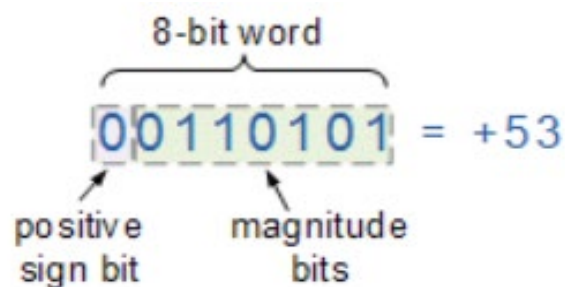 8-bit word
00110101 = +53
positive sign bit
magnitude bits